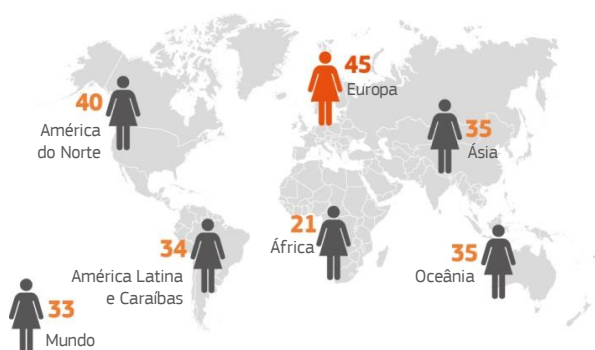 45
Europa
40
América
do Norte
35
Ásia
21
África
34
América Latina
e Caraíbas
35
Oceânia
33
Mundo